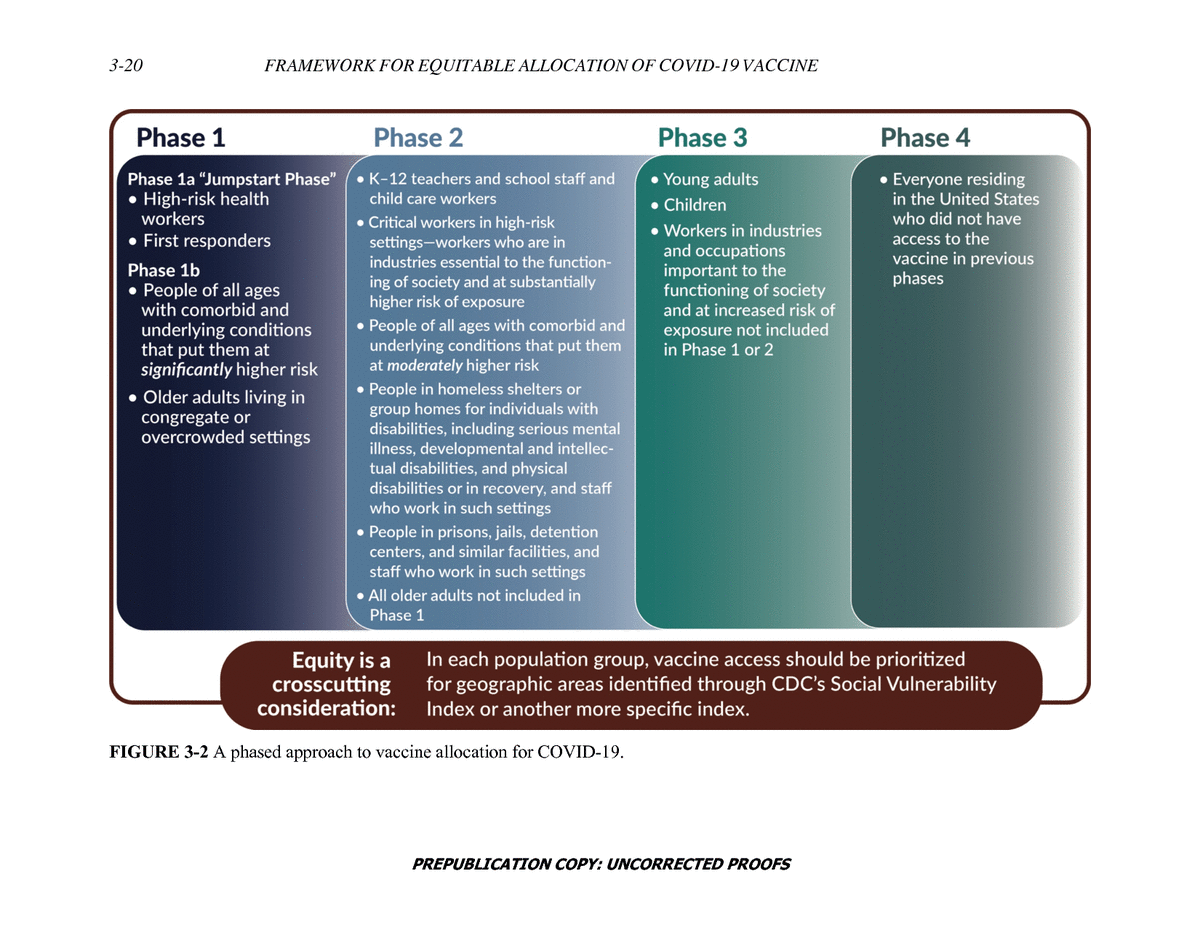 3-20 FRAMEWORK FOR EQUITABLE ALLOCATION OF COVID-19 VACCINE
Phase 1
Phase 1a “Jumpstart Phase”
• High-risk health
workers
• First responders
Phase 1b
• People of all ages
with comorbid and
underlying conditions
that put them at
significantly higher risk
• Older adults living in
congregate or
overcrowded settings
Phase 2
• K–12 teachers and school staff and
child care workers
• Critical workers in high-risk
settings—workers who are in
industries essential to the function-
ing of society and at substantially
higher risk of exposure
• People of all ages with comorbid and
underlying conditions that put them
at moderately higher risk
• People in homeless shelters or
group homes for individuals with
disabilities, including serious mental
illness, developmental and intellec-
tual disabilities, and physical
disabilities or in recovery, and staff
who work in such settings
• People in prisons, jails, detention
centers, and similar facilities, and
staff who work in such settings
• All older adults not included in
Phase 1
Phase 3
• Young adults
• Children
• Workers in industries
and occupations
important to the
functioning of society
and at increased risk of
exposure not included
in Phase 1 or 2
Phase 4
• Everyone residing
in the United States
who did not have
access to the
vaccine in previous
phases
Equity is a
crosscutting
consideration:
In each population group, vaccine access should be prioritized
for geographic areas identified through CDC’s Social Vulnerability
Index or another more specific index.
FIGURE 3-2 A phased approach to vaccine allocation for COVID-19.
PREPUBLICATION COPY: UNCORRECTED PROOFS